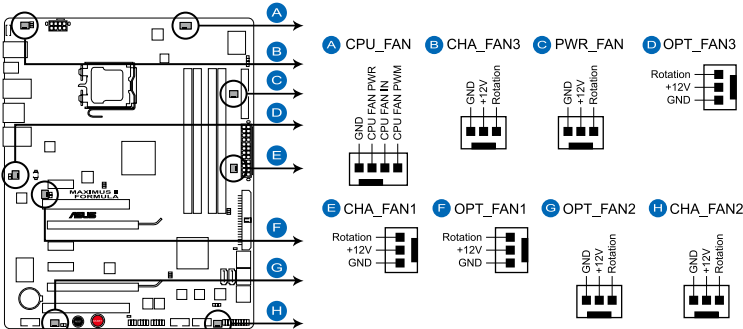 A
B
C
D
E
F
G
H
MAXIMUS II
FORMULA
ASUS
A CPU_FAN
GND
CPU FAN PWR
CPU FAN IN
CPU FAN PWM
B CHA_FAN3
GND
+12V
Rotation
C PWR_FAN
GND
+12V
Rotation
D OPT_FAN3
Rotation
+12V
GND
E CHA_FAN1
Rotation
+12V
GND
F OPT_FAN1
Rotation
+12V
GND
G OPT_FAN2
GND
+12V
Rotation
H CHA_FAN2
GND
+12V
Rotation